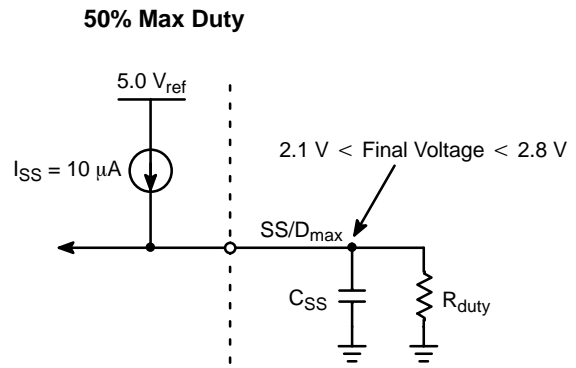 50% Max Duty
5.0 Vref
ISS = 10 μA
2.1 V < Final Voltage < 2.8 V
SS/Dmax
CSS
Rduty